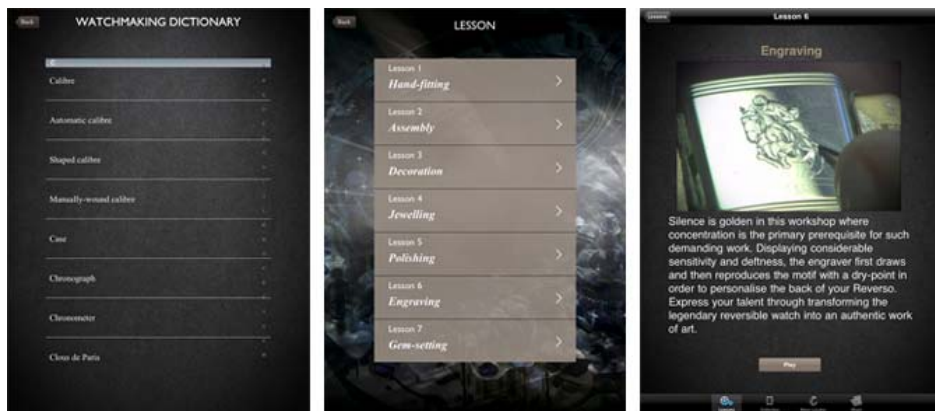 Back
WATCHMAKING DICTIONARY
C
Calibre
Automatic calibre
Shaped calibre
Manually-wound calibre
Case
Chronograph
Chronometer
Clous de Paris
Back
LESSON
Lesson 1
Hand-fitting
Lesson 2
Assembly
Lesson 3
Decoration
Lesson 4
Jewelling
Lesson 5
Polishing
Lesson 6
Engraving
Lesson 7
Gem-setting
Lessons
Lesson 6
Engraving
Silence is golden in this workshop where
concentration is the primary prerequisite for such
demanding work. Displaying considerable
sensitivity and deftness, the engraver first draws
and then reproduces the motif with a dry-point in
order to personalise the back of your Reverso.
Express your talent through transforming the
legendary reversible watch into an authentic work
of art.
Play